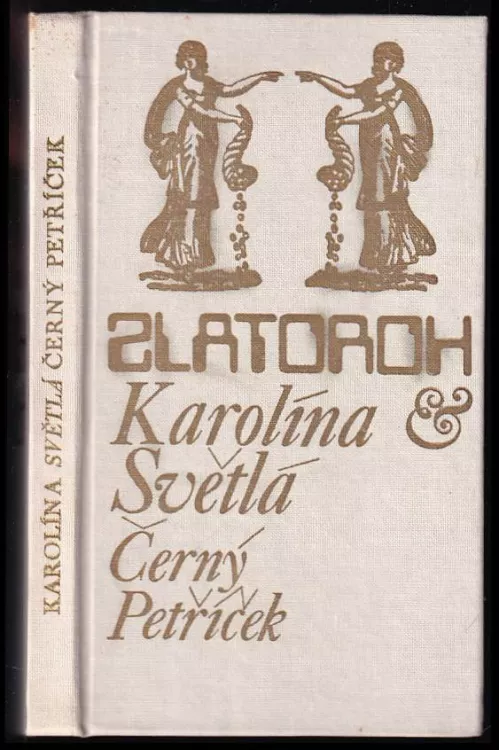 KAROLÍNA SVĚTLÁ ČERNÝ PETŘÍČEK
ZLATOROH
Karolína &
Světlá
Černý
Petříček